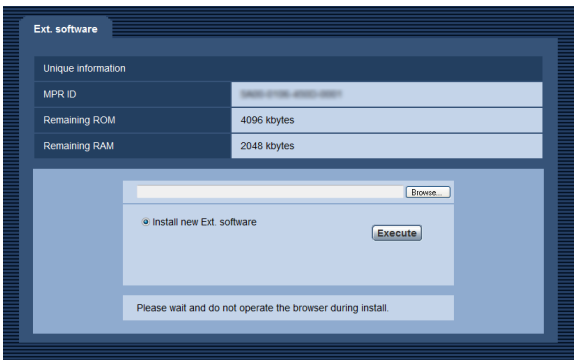 Ext. software
Unique information
MPR ID
Remaining ROM 4096 kbytes
Remaining RAM 2048 kbytes
Browse...
Install new Ext. software
Execute
Please wait and do not operate the browser during install.